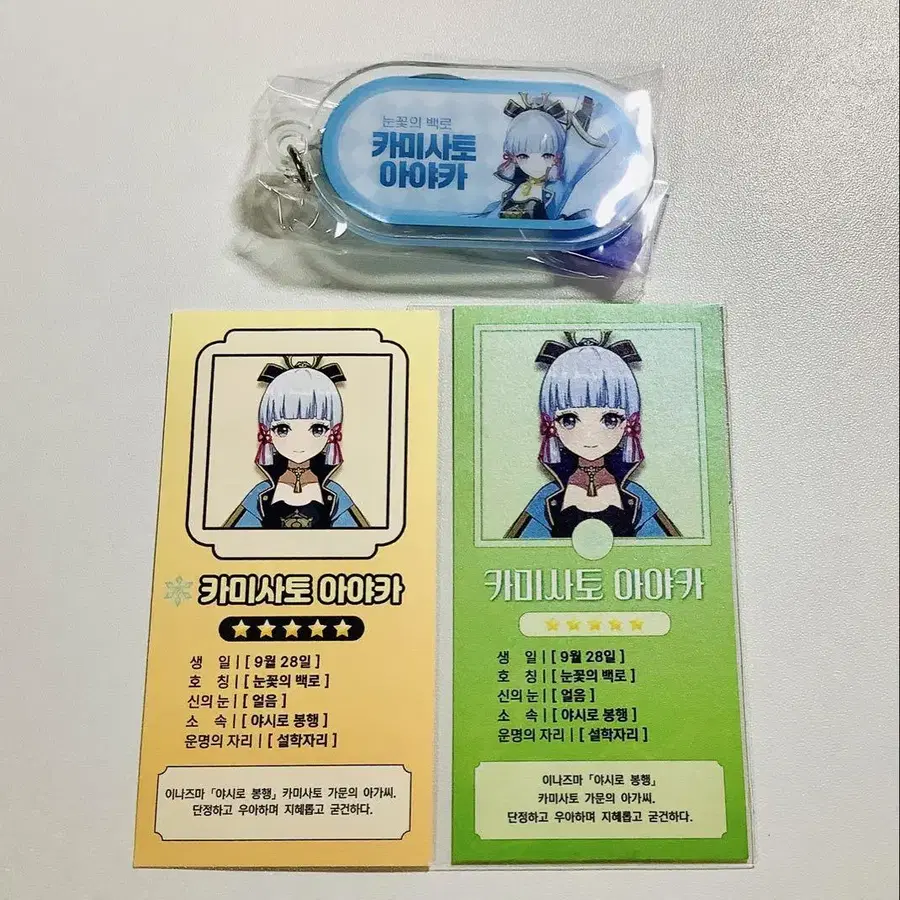 눈꽃의 백로
카미사토
아야카
카미사토 아야카
생 일 | [ 9월 28일 ]
호 칭 | [ 눈꽃의 백로 ]
신의 눈 | [ 얼음 ]
소 속 | [ 야시로 봉행 ]
운명의 자리 | [ 설학자리 ]
이나즈마 「야시로 봉행」 카미사토 가문의 아가씨.
단정하고 우아하며 지혜롭고 굳건하다.
카미사토 아야카
생 일 | [ 9월 28일 ]
호 칭 | [ 눈꽃의 백로 ]
신의 눈 | [ 얼음 ]
소 속 | [ 야시로 봉행 ]
운명의 자리 | [ 설학자리 ]
이나즈마 「야시로 봉행」
카미사토 가문의 아가씨.
단정하고 우아하며 지혜롭고 굳건하다.